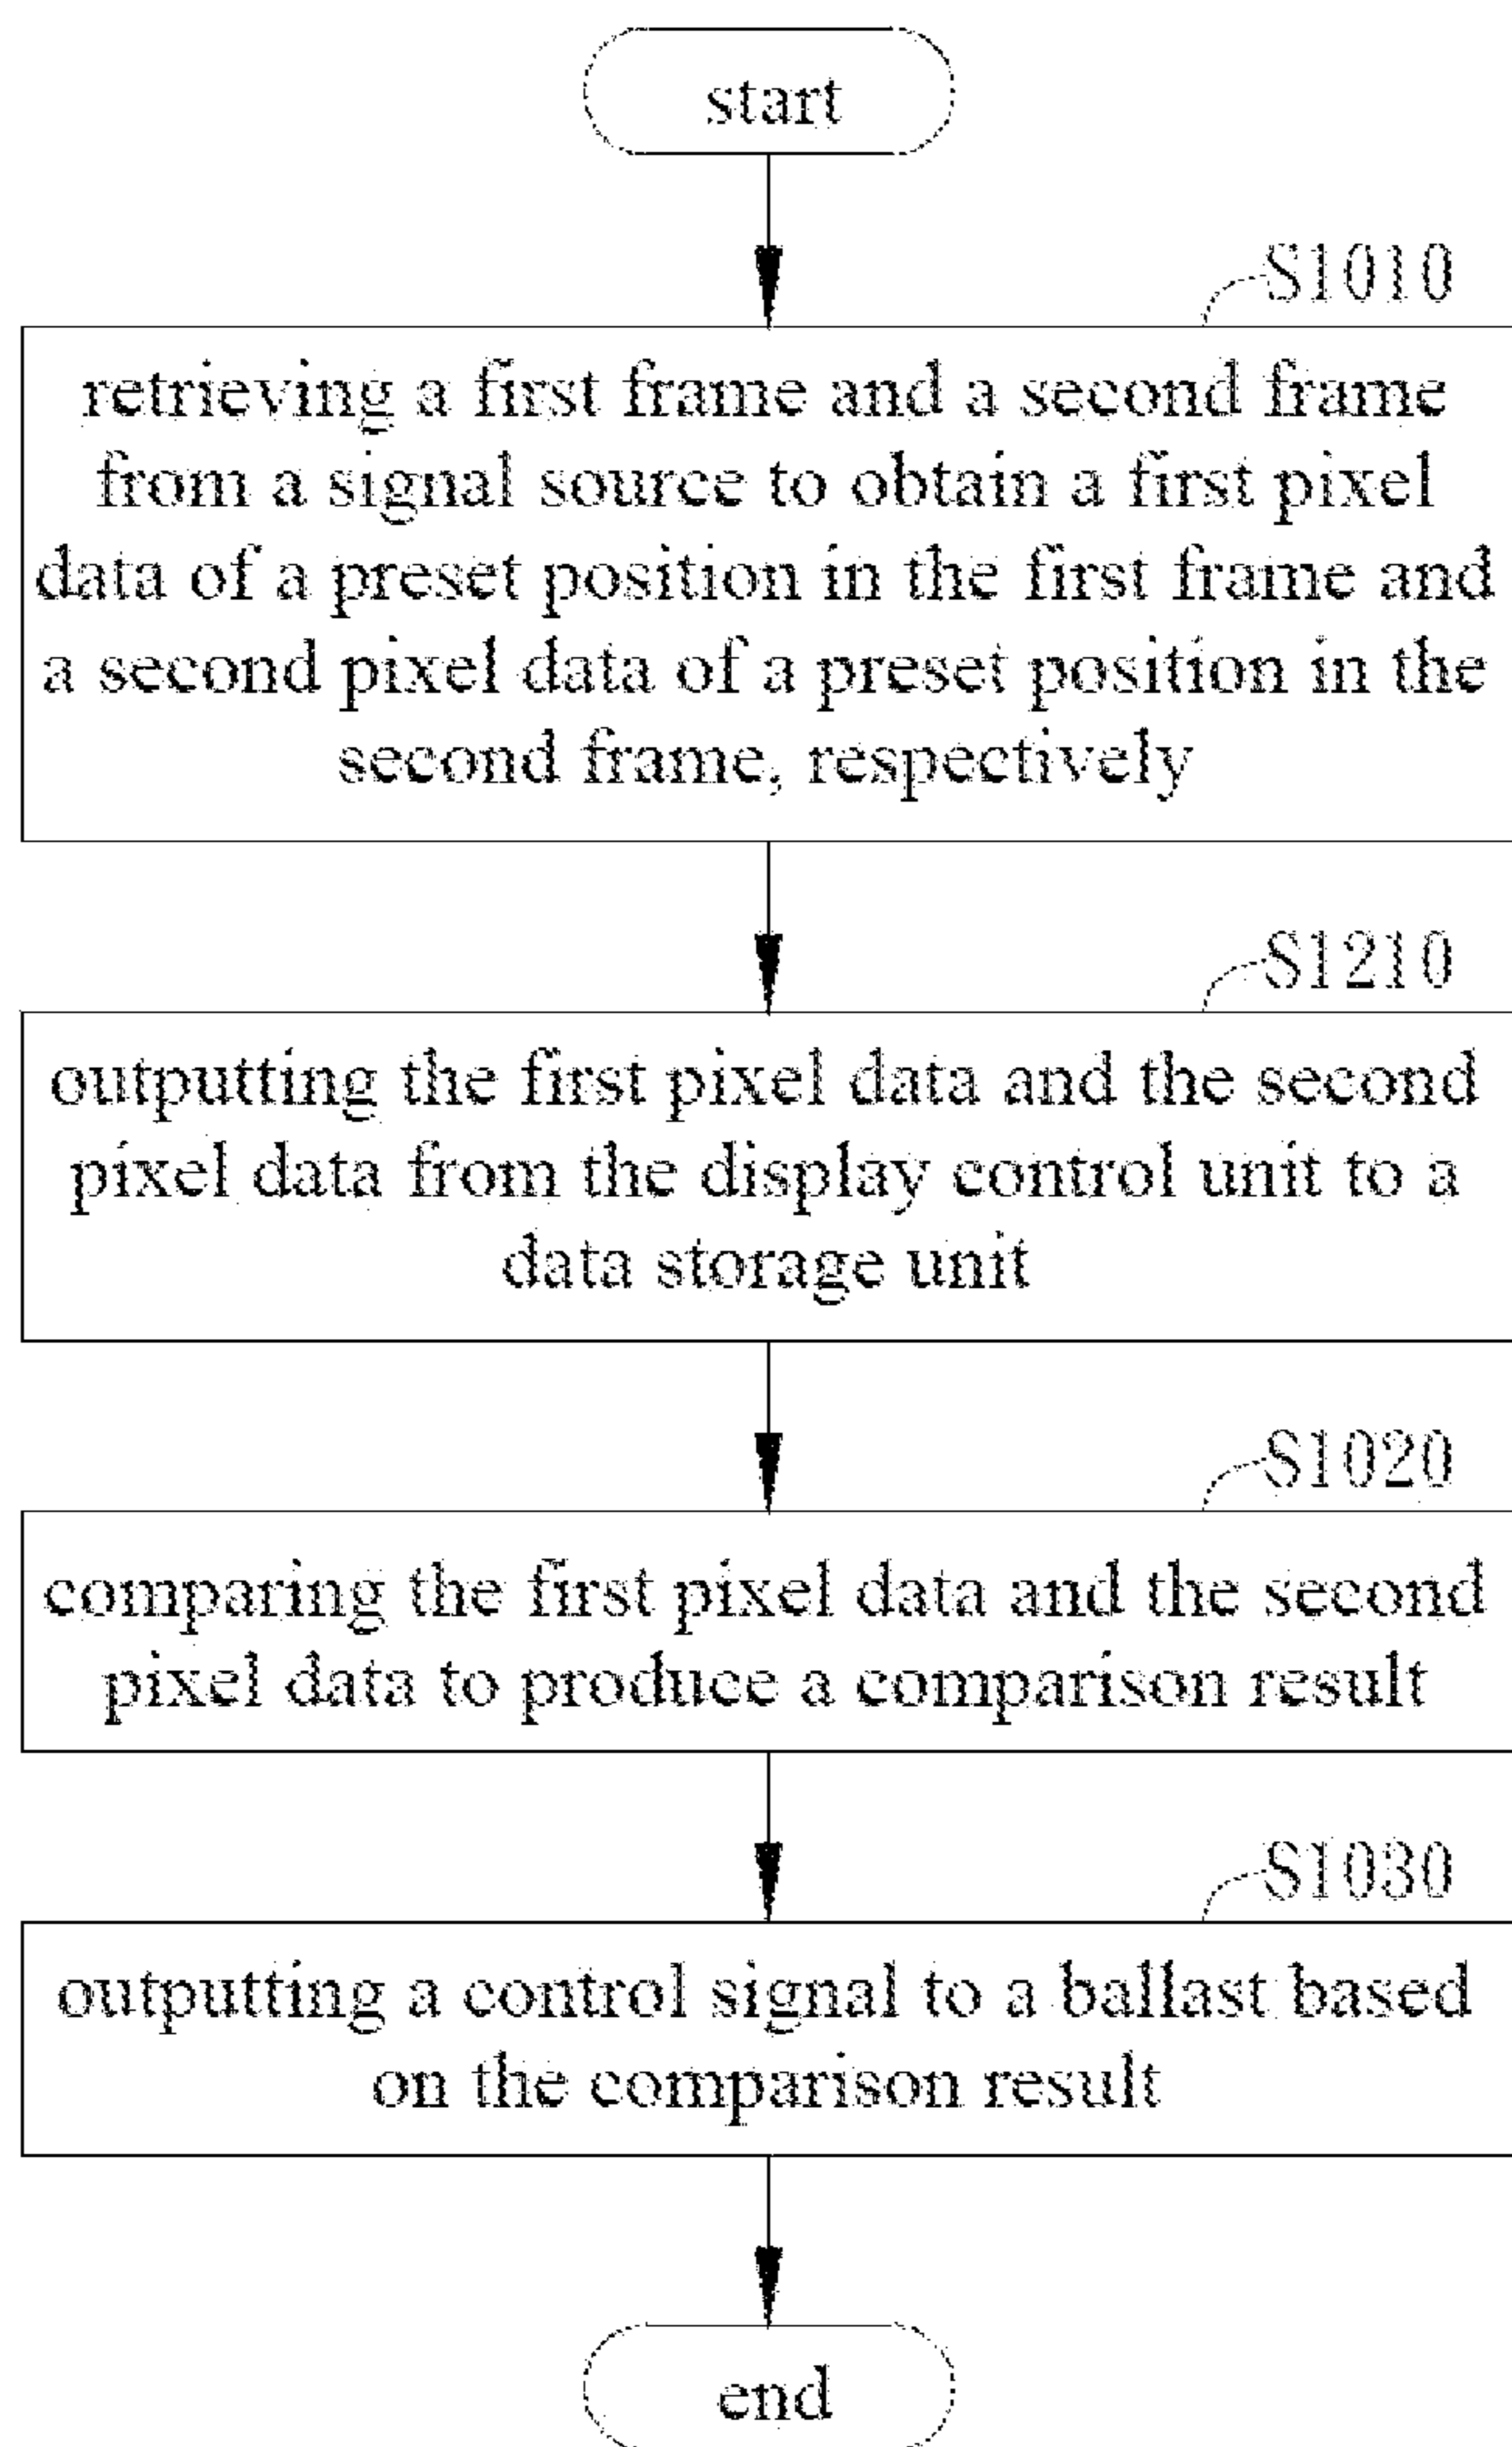 start
S1010
retrieving a first frame and a second frame
from a signal source to obtain a first pixel
data of a preset position in the first frame and
a second pixel data of a preset position in the
second frame, respectively
S1210
outputting the first pixel data and the second
pixel data from the display control unit to a
data storage unit
S1020
comparing the first pixel data and the second
pixel data to produce a comparison result
S1030
outputting a control signal to a ballast based
on the comparison result
end